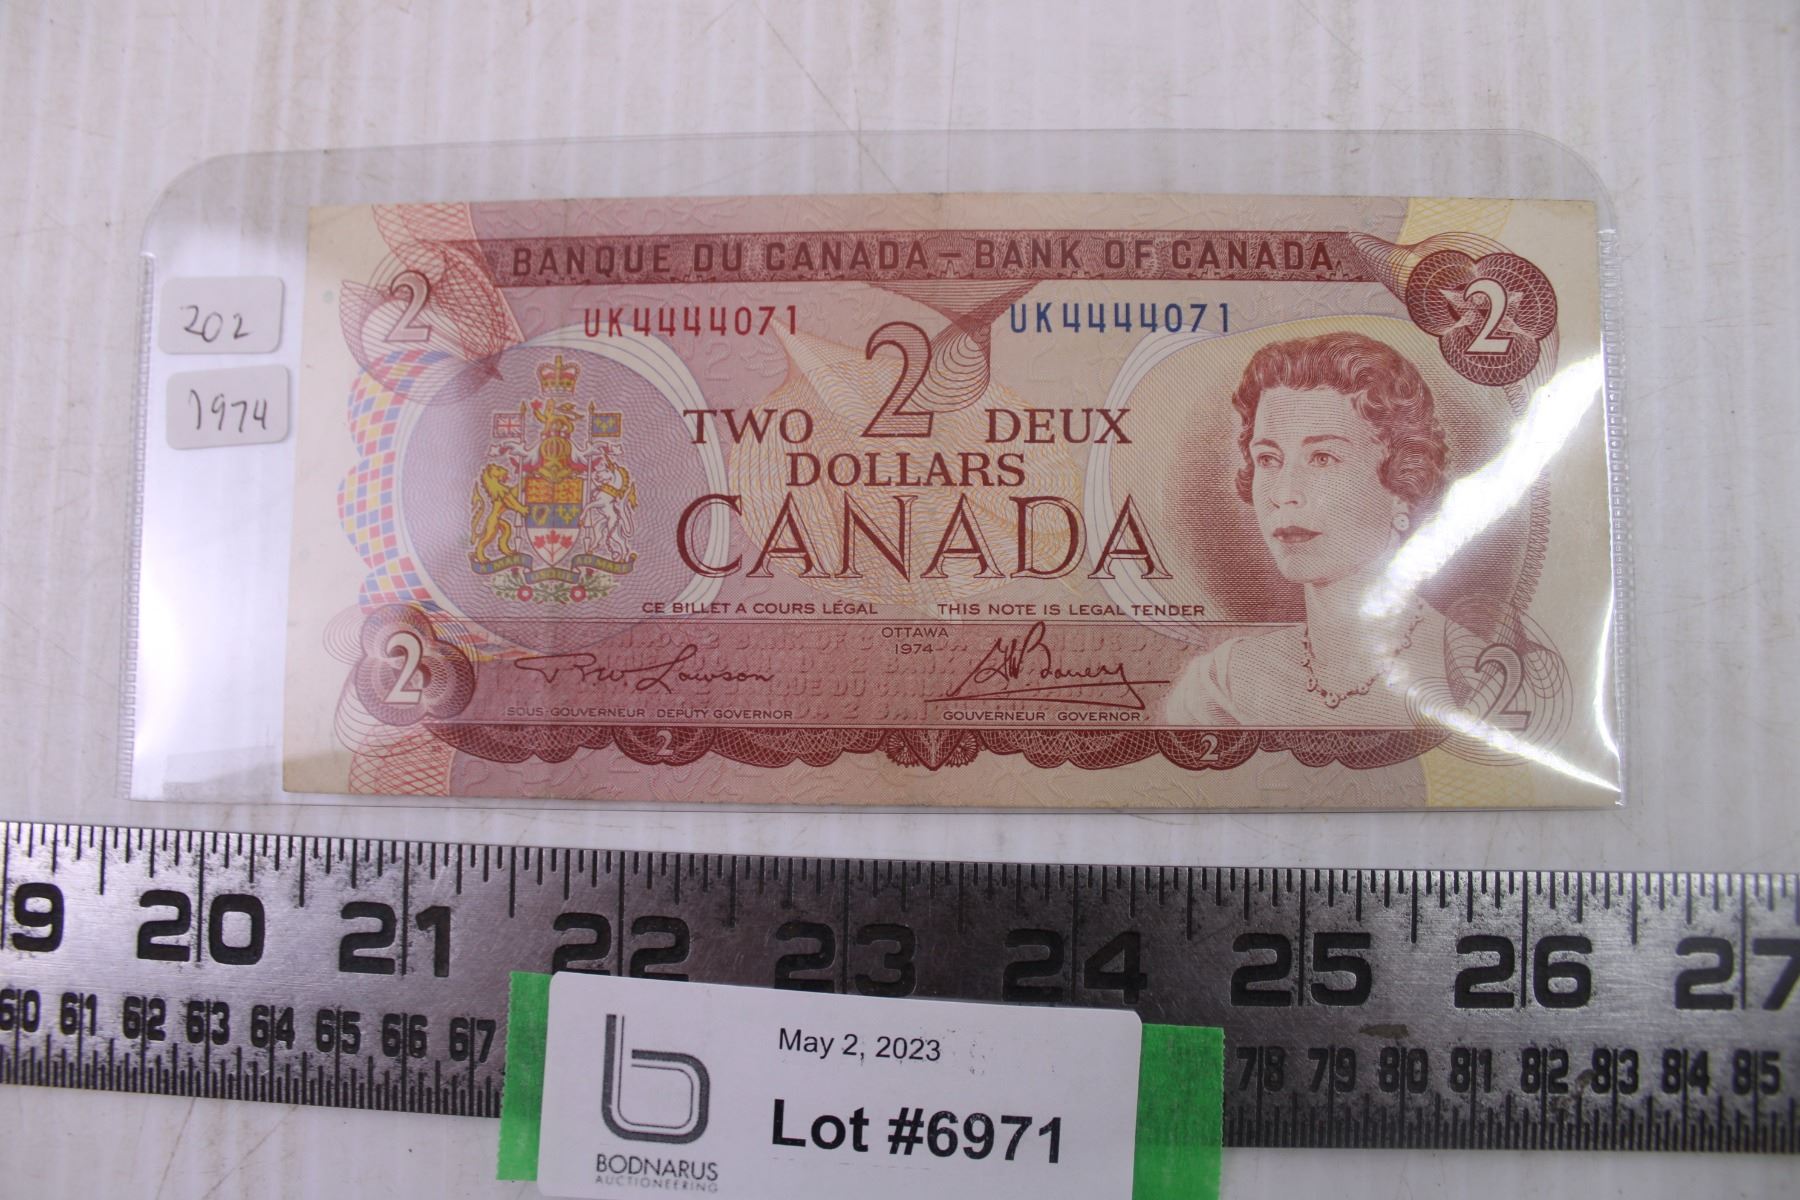 202
1974
BANQUE DU CANADA – BANK OF CANADA
2
2
UK4444071
UK4444071
2
TWO DEUX
DOLLARS
CANADA
CE BILLET A COURS LÉGAL
THIS NOTE IS LEGAL TENDER
OTTAWA
1974
2
2
SOUS-GOUVERNEUR DEPUTY GOVERNOR
GOUVERNEUR GOVERNOR
2
2
9 20 21 22 23 24 25 26 27
60 61 62 63 64 65 66 67 78 79 80 81 82 83 84 85
May 2, 2023
Lot #6971
b
BODNARUS
AUCTIONEERING